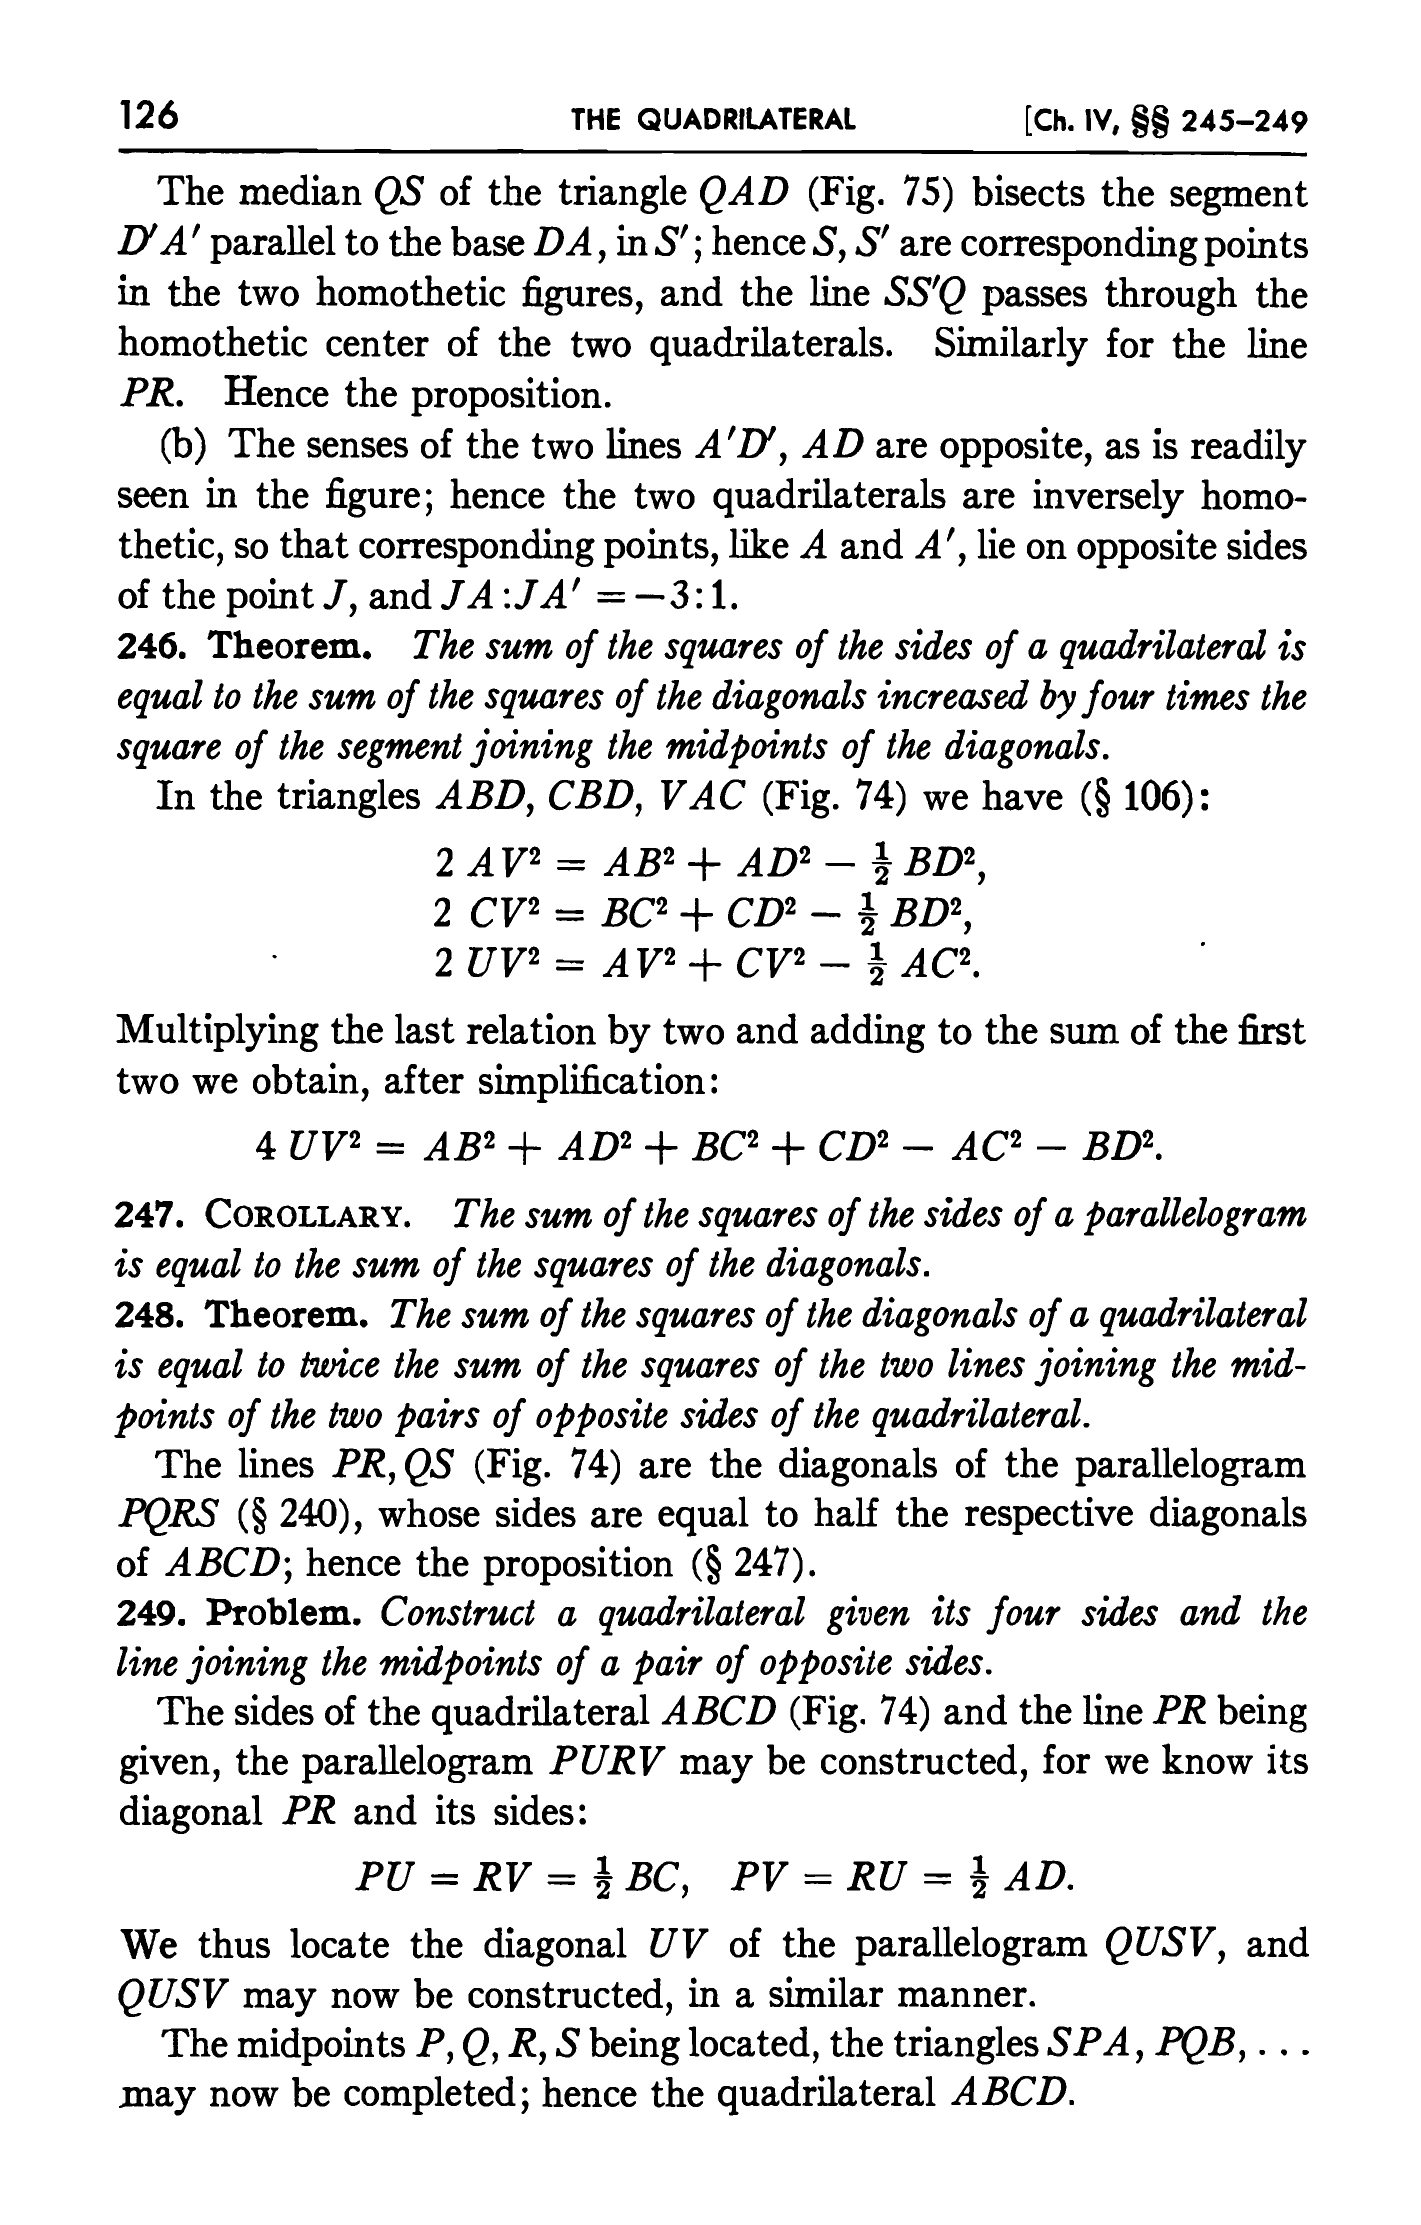 126 THE QUADRILATERAL [Ch. IV, §§ 245–249
The median QS of the triangle QAD (Fig. 75) bisects the segment
D'A' parallel to the base DA, in S'; hence S, S' are corresponding points
in the two homothetic figures, and the line SS'Q passes through the
homothetic center of the two quadrilaterals. Similarly for the line
PR. Hence the proposition.
(b) The senses of the two lines A'D', AD are opposite, as is readily
seen in the figure; hence the two quadrilaterals are inversely homo-
thetic, so that corresponding points, like A and A', lie on opposite sides
of the point J, and JA:JA' = −3:1.
246. Theorem. The sum of the squares of the sides of a quadrilateral is
equal to the sum of the squares of the diagonals increased by four times the
square of the segment joining the midpoints of the diagonals.
In the triangles ABD, CBD, VAC (Fig. 74) we have (§ 106):
2 AV² = AB² + AD² − ½ BD²,
2 CV² = BC² + CD² − ½ BD²,
2 UV² = AV² + CV² − ½ AC².
Multiplying the last relation by two and adding to the sum of the first
two we obtain, after simplification:
4 UV² = AB² + AD² + BC² + CD² − AC² − BD².
247. COROLLARY. The sum of the squares of the sides of a parallelogram
is equal to the sum of the squares of the diagonals.
248. Theorem. The sum of the squares of the diagonals of a quadrilateral
is equal to twice the sum of the squares of the two lines joining the mid-
points of the two pairs of opposite sides of the quadrilateral.
The lines PR, QS (Fig. 74) are the diagonals of the parallelogram
PQRS (§ 240), whose sides are equal to half the respective diagonals
of ABCD; hence the proposition (§ 247).
249. Problem. Construct a quadrilateral given its four sides and the
line joining the midpoints of a pair of opposite sides.
The sides of the quadrilateral ABCD (Fig. 74) and the line PR being
given, the parallelogram PURV may be constructed, for we know its
diagonal PR and its sides:
PU = RV = ½ BC, PV = RU = ½ AD.
We thus locate the diagonal UV of the parallelogram QUSV, and
QUSV may now be constructed, in a similar manner.
The midpoints P, Q, R, S being located, the triangles SPA, PQB, . . .
may now be completed; hence the quadrilateral ABCD.